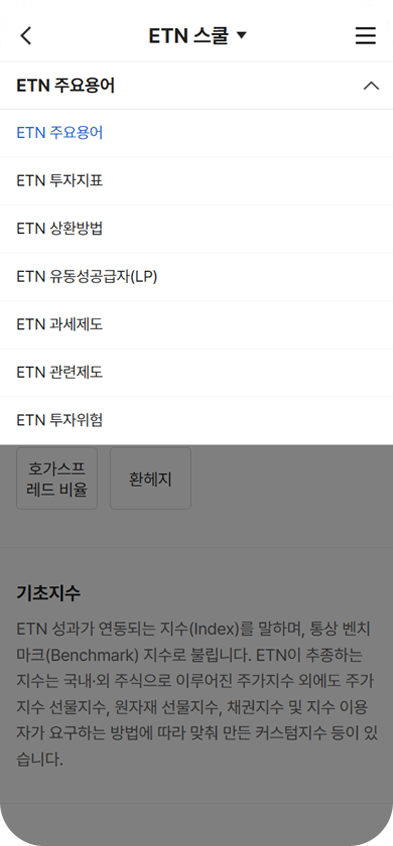 ETN 스쿨
ETN 주요용어
ETN 주요용어
ETN 투자지표
ETN 상환방법
ETN 유동성공급자(LP)
ETN 과세제도
ETN 관련제도
ETN 투자위험
호가스프
레드 비율
환헤지
기초지수
ETN 성과가 연동되는 지수(Index)를 말하며, 통상 벤치
마크(Benchmark) 지수로 불립니다. ETN이 추종하는
지수는 국내·외 주식으로 이루어진 주가지수 외에도 주가
지수 선물지수, 원자재 선물지수, 채권지수 및 지수 이용
자가 요구하는 방법에 따라 맞춰 만든 커스텀지수 등이 있
습니다.